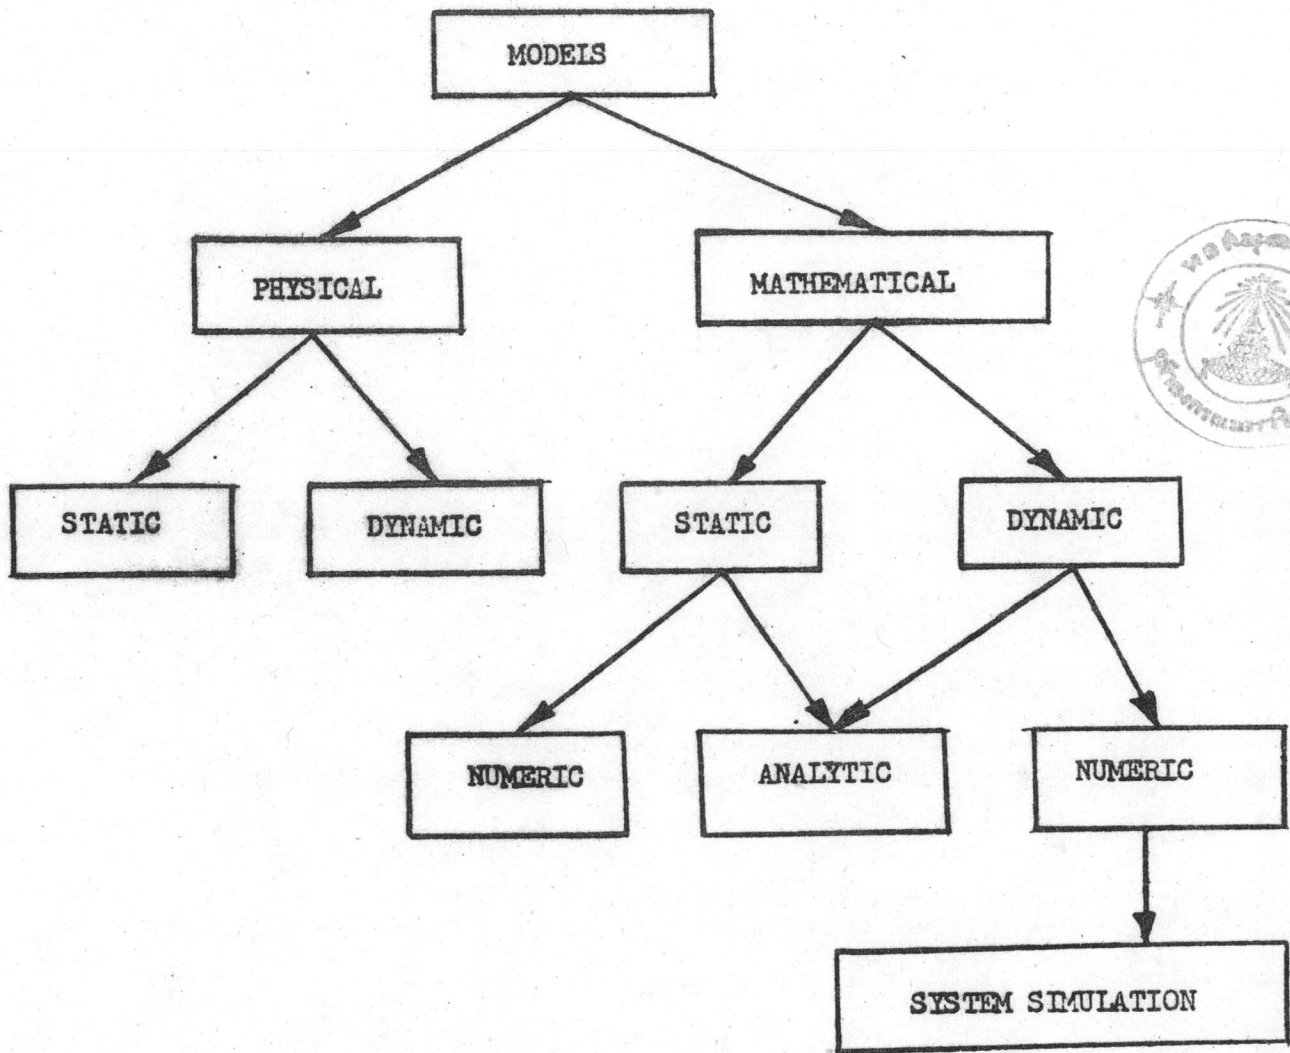 MODELS
PHYSICAL
MATHEMATICAL
STATIC
DYNAMIC
STATIC
DYNAMIC
NUMERIC
ANALYTIC
NUMERIC
SYSTEM SIMULATION